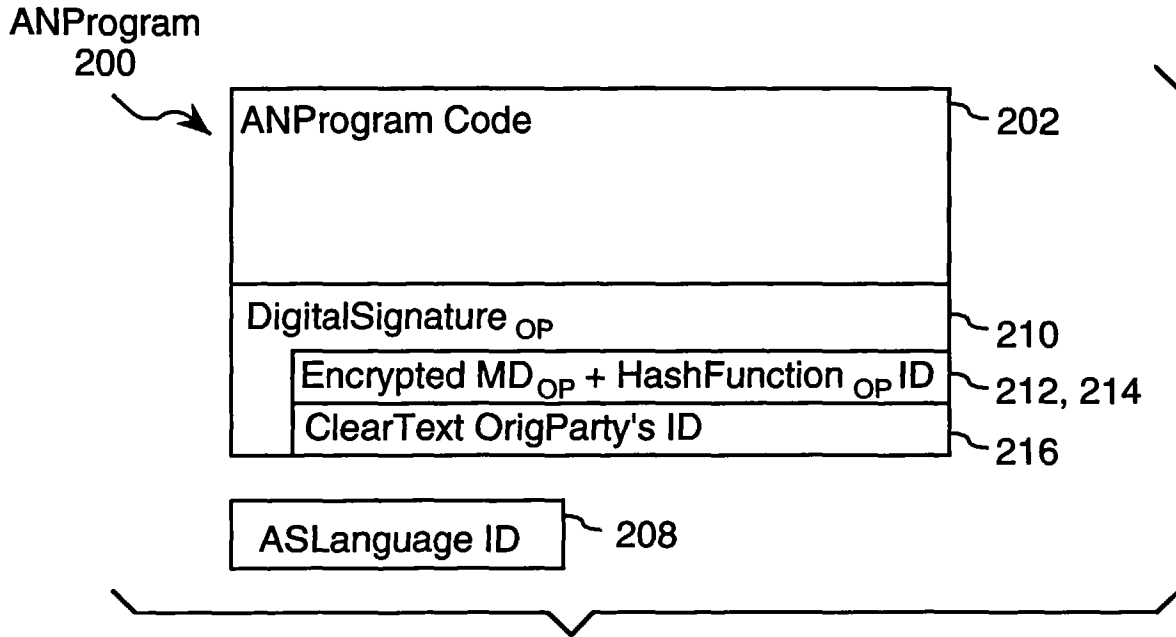 ANProgram
200
ANProgram Code
202
DigitalSignature OP
210
Encrypted MD OP + HashFunction OP ID
212, 214
ClearText OrigParty's ID
216
ASLanguage ID
208